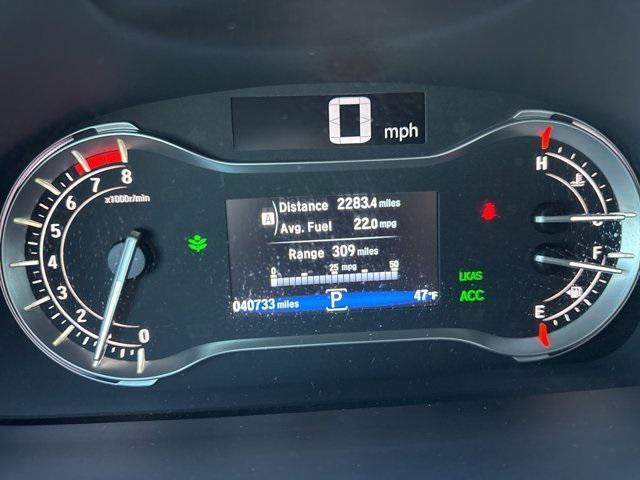 0 mph
x1000r/min
8
7
6
5
4
3
2
1
0
A
Distance 2283.4 miles
Avg. Fuel 22.0 mpg
Range 309 miles
0 25 mpg 50
040733 miles P 47°F
LKAS
ACC
H
C
F
E